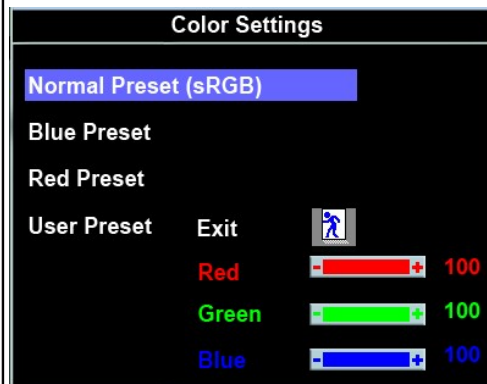 Color Settings
Normal Preset (sRGB)
Blue Preset
Red Preset
User Preset Exit
Red - + 100
Green - + 100
Blue - + 100